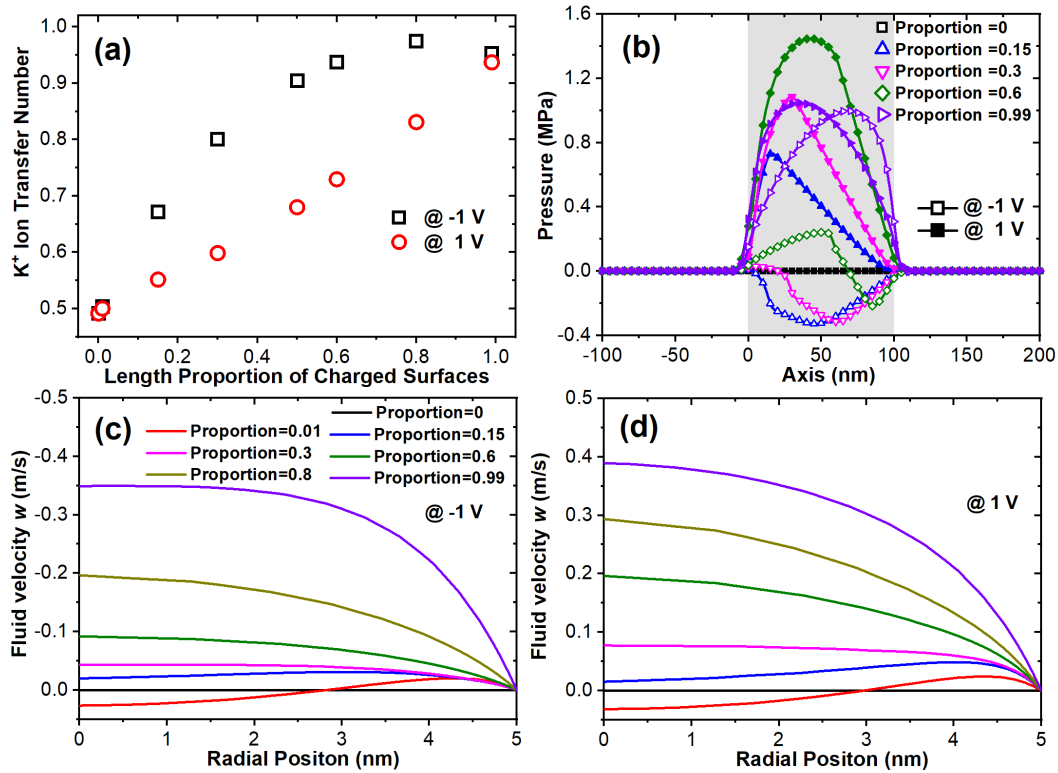 (a)
K⁺ Ion Transfer Number
1.0
0.9
0.8
0.7
0.6
0.5
@ -1 V
@ 1 V
0.0 0.2 0.4 0.6 0.8 1.0
Length Proportion of Charged Surfaces
(b)
Pressure (MPa)
1.6
1.2
0.8
0.4
0.0
-0.4
Proportion =0
Proportion =0.15
Proportion =0.3
Proportion =0.6
Proportion =0.99
@ -1 V
@ 1 V
-100 -50 0 50 100 150 200
Axis (nm)
(c)
Fluid velocity w (m/s)
-0.5
-0.4
-0.3
-0.2
-0.1
0.0
Proportion=0
Proportion=0.01
Proportion=0.15
Proportion=0.3
Proportion=0.6
Proportion=0.8
Proportion=0.99
@ -1 V
0 1 2 3 4 5
Radial Positon (nm)
(d)
Fluid velocity w (m/s)
0.5
0.4
0.3
0.2
0.1
0.0
@ 1 V
0 1 2 3 4 5
Radial Positon (nm)